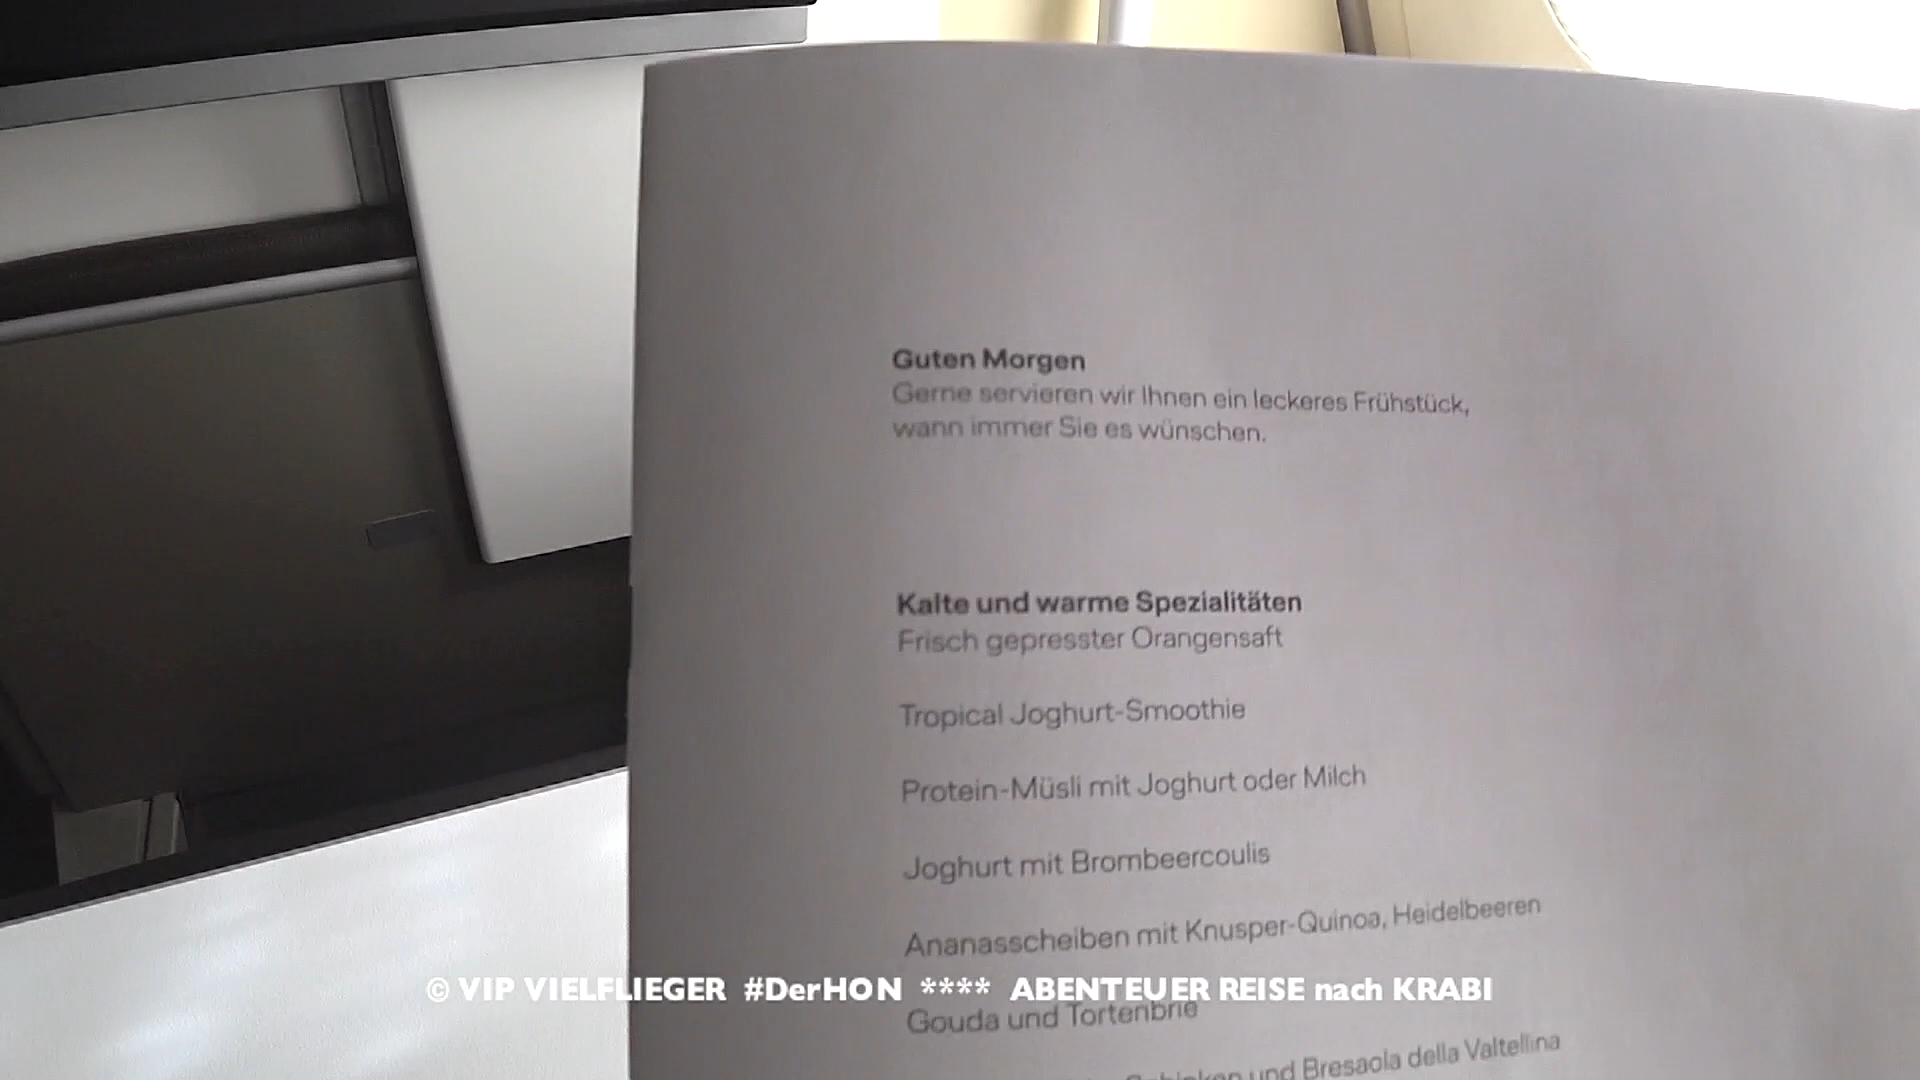 Guten Morgen
Gerne servieren wir Ihnen ein leckeres Frühstück,
wann immer Sie es wünschen.
Kalte und warme Spezialitäten
Frisch gepresster Orangensaft
Tropical Joghurt-Smoothie
Protein-Müsli mit Joghurt oder Milch
Joghurt mit Brombeercoulis
Ananasscheiben mit Knusper-Quinoa, Heidelbeeren
© VIP VIELFLIEGER #DerHON **** ABENTEUER REISE nach KRABI
Gouda und Tortenbrie
und Bresaola della Valtellina